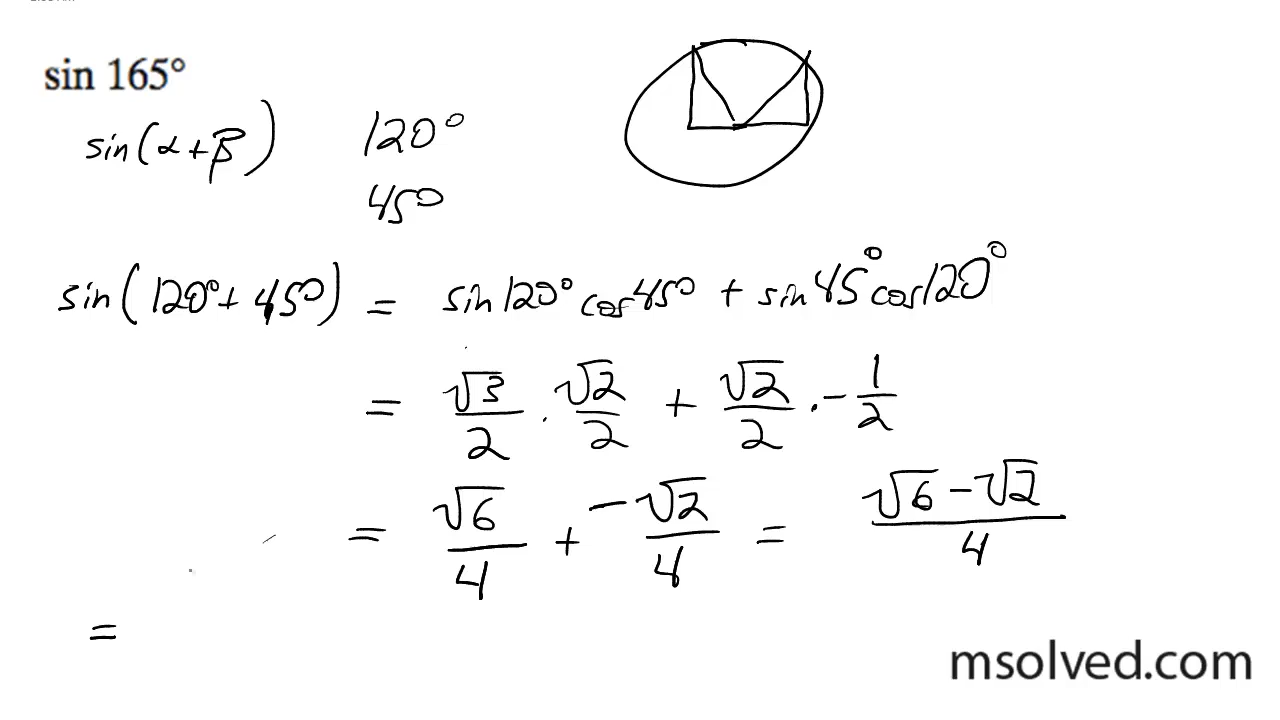 sin 165°
sin(α+β) 120°
45°
sin(120°+45°) = sin120° cos45° + sin45° cos120°
= √3/2 · √2/2 + √2/2 · -1/2
= √6/4 + -√2/4 = √6-√2/4
=
msolved.com